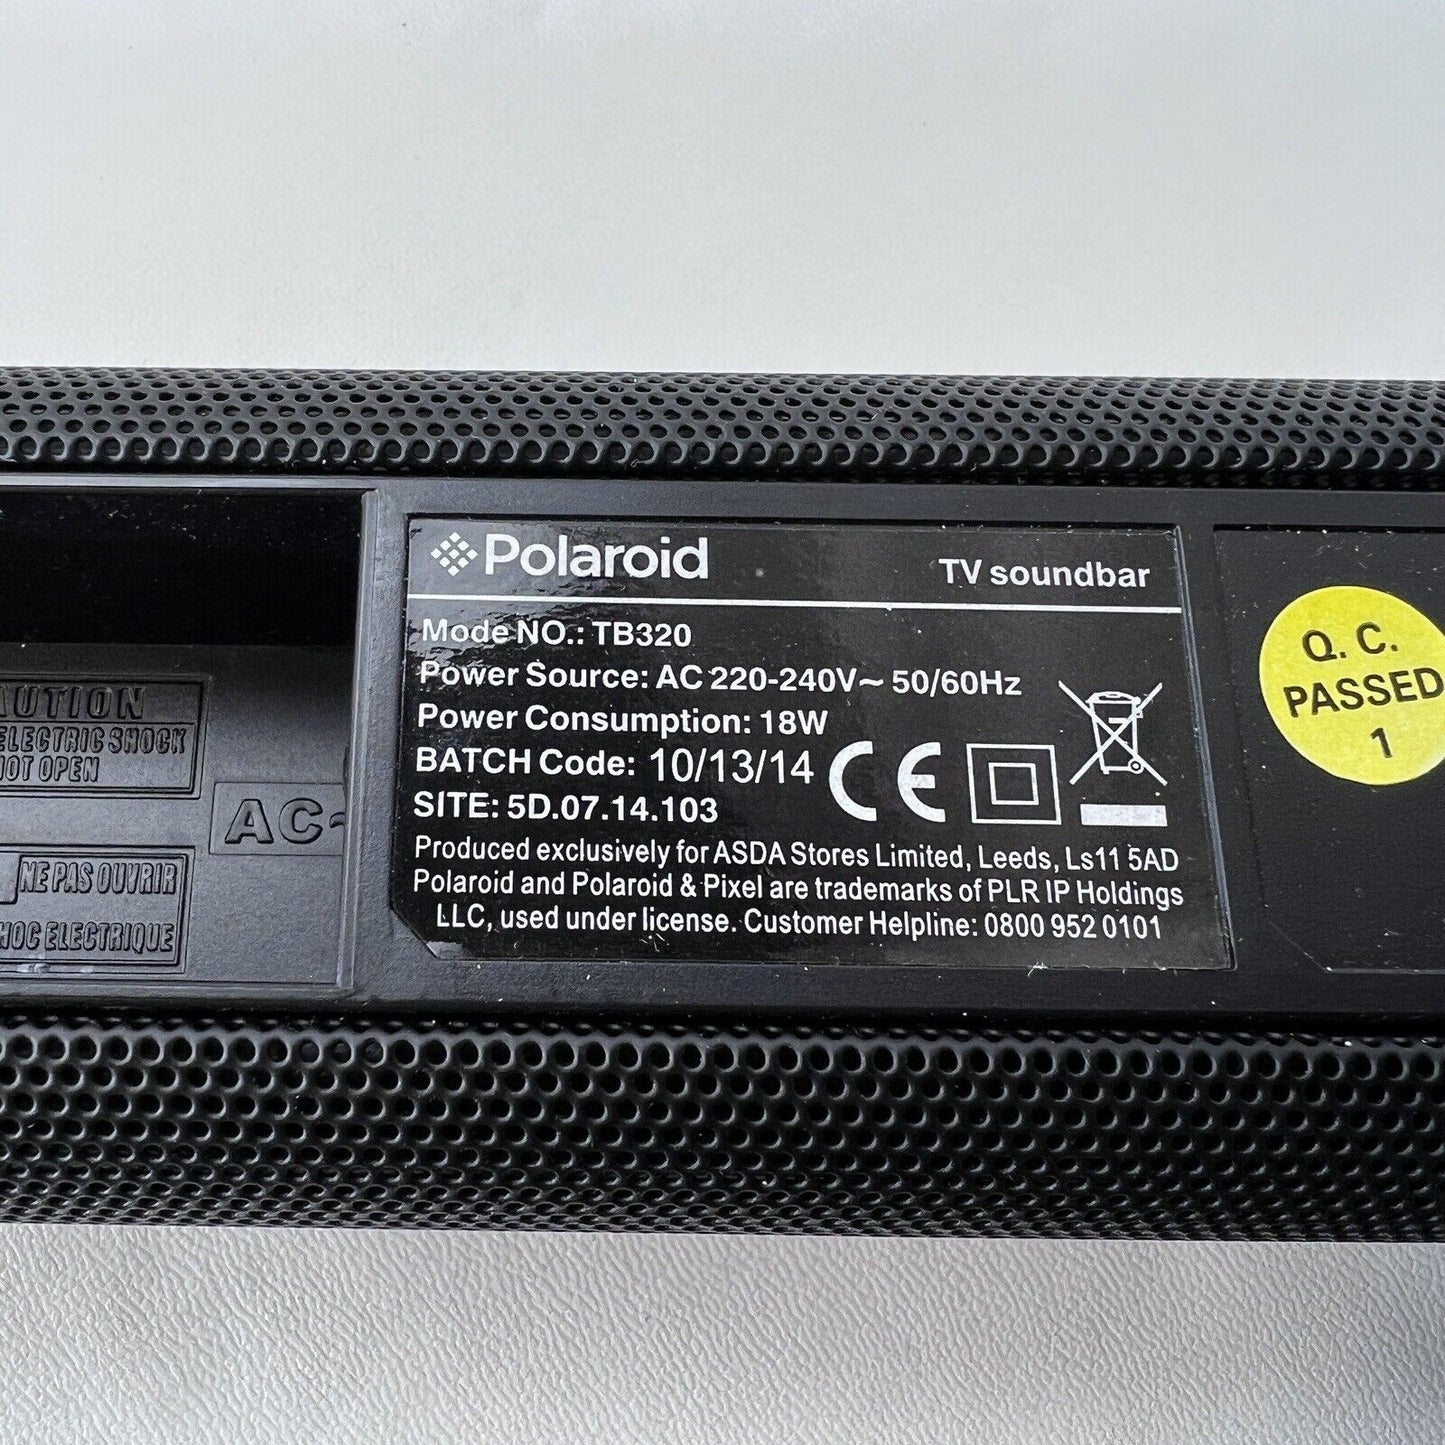 Polaroid
TV soundbar
Mode NO.: TB320
Power Source: AC 220-240V~ 50/60Hz
Power Consumption: 18W
BATCH Code: 10/13/14
SITE: 5D.07.14.103
CE
Produced exclusively for ASDA Stores Limited, Leeds, Ls11 5AD
Polaroid and Polaroid & Pixel are trademarks of PLR IP Holdings
LLC, used under license. Customer Helpline: 0800 952 0101
Q. C.
PASSED
1
AUTION
ELECTRIC SHOCK
NOT OPEN
AC~
NE PAS OUVRIR
HOC ELECTRIQUE